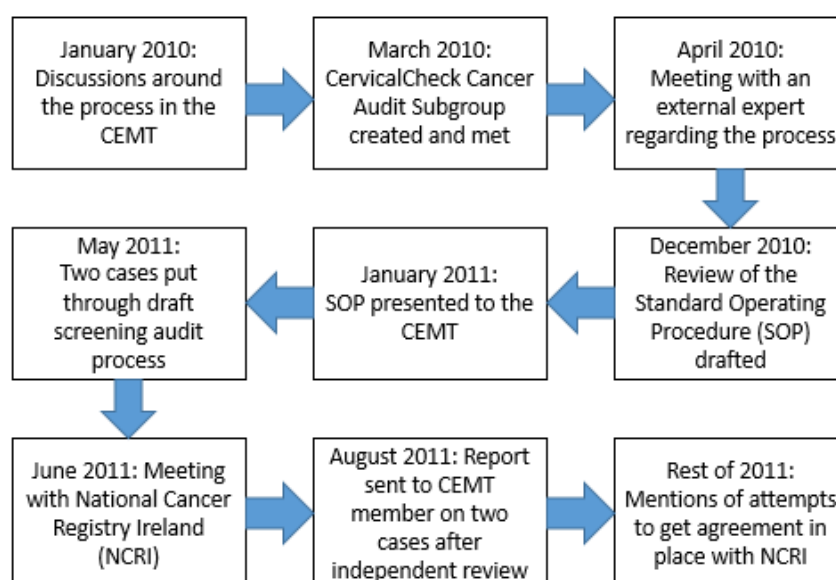 January 2010:
Discussions around
the process in the
CEMT
March 2010:
CervicalCheck Cancer
Audit Subgroup
created and met
April 2010:
Meeting with an
external expert
regarding the process
December 2010:
Review of the
Standard Operating
Procedure (SOP)
drafted
January 2011:
SOP presented to the
CEMT
May 2011:
Two cases put
through draft
screening audit
process
June 2011: Meeting
with National Cancer
Registry Ireland
(NCRI)
August 2011: Report
sent to CEMT
member on two
cases after
independent review
Rest of 2011:
Mentions of attempts
to get agreement in
place with NCRI